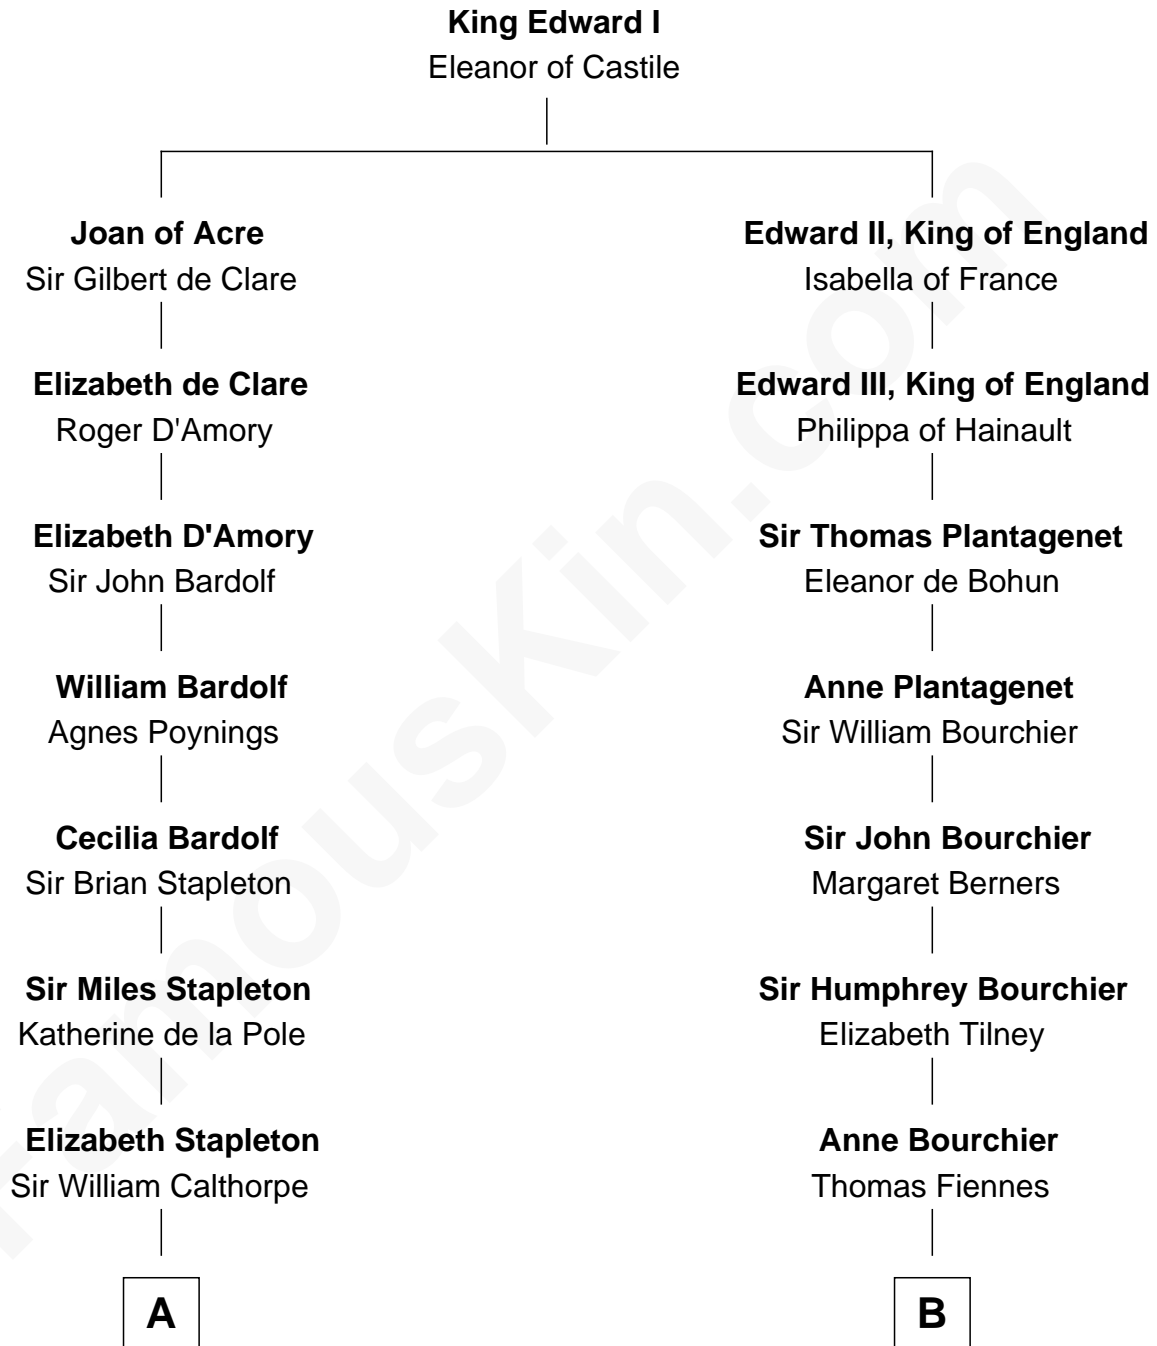 King Edward I
Eleanor of Castile
Joan of Acre
Sir Gilbert de Clare
Edward II, King of England
Isabella of France
Elizabeth de Clare
Roger D'Amory
Edward III, King of England
Philippa of Hainault
Elizabeth D'Amory
Sir John Bardolf
Sir Thomas Plantagenet
Eleanor de Bohun
William Bardolf
Agnes Poynings
Anne Plantagenet
Sir William Bourchier
Cecilia Bardolf
Sir Brian Stapleton
Sir John Bourchier
Margaret Berners
Sir Miles Stapleton
Katherine de la Pole
Sir Humphrey Bourchier
Elizabeth Tilney
Elizabeth Stapleton
Sir William Calthorpe
Anne Bourchier
Thomas Fiennes
A
B
FamousKin.com